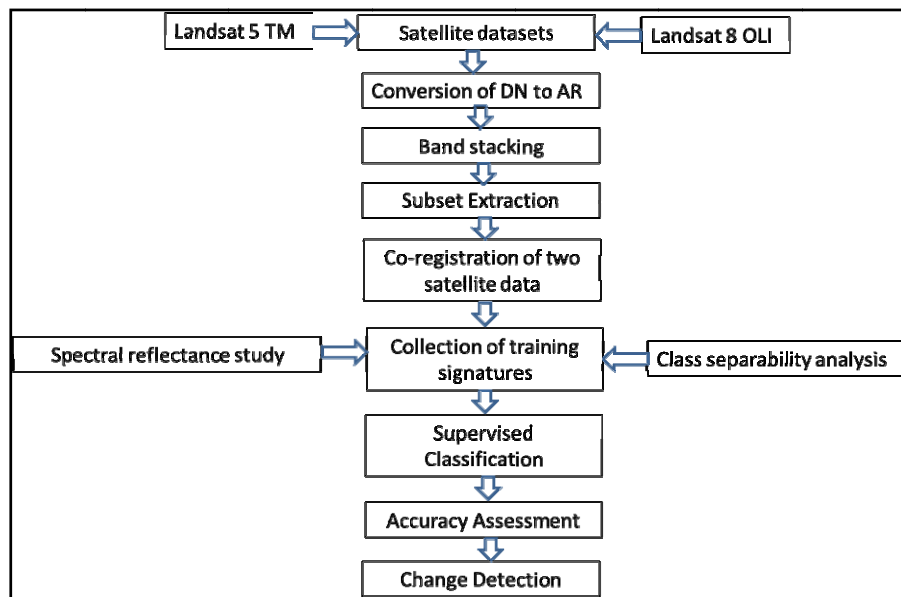 Landsat 5 TM
Satellite datasets
Landsat 8 OLI
Conversion of DN to AR
Band stacking
Subset Extraction
Co-registration of two
satellite data
Spectral reflectance study
Collection of training
signatures
Class separability analysis
Supervised
Classification
Accuracy Assessment
Change Detection